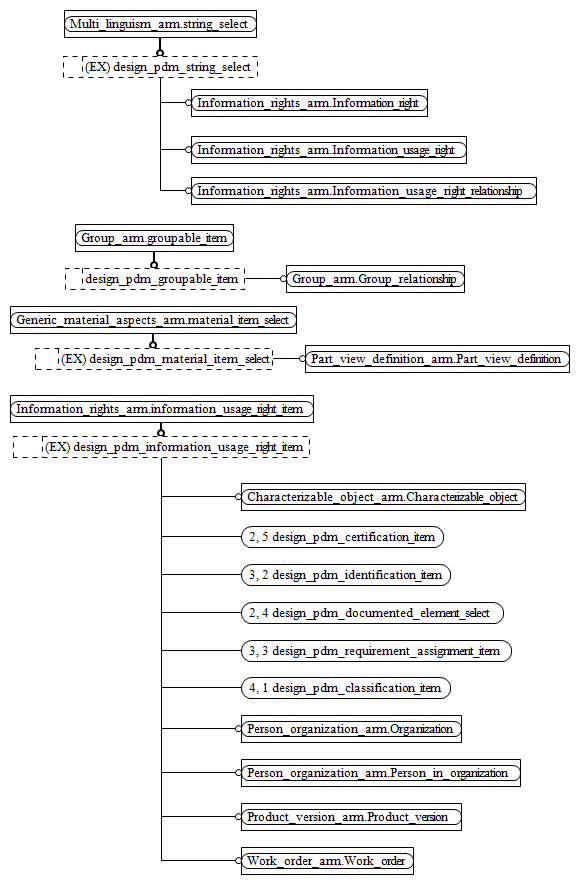 Multi_linguism_arm.string_select
(EX) design_pdm_string_select
Information_rights_arm.Information_right
Information_rights_arm.Information_usage_right
Information_rights_arm.Information_usage_right_relationship
Group_arm.groupable_item
design_pdm_groupable_item
Group_arm.Group_relationship
Generic_material_aspects_arm.material_item_select
(EX) design_pdm_material_item_select
Part_view_definition_arm.Part_view_definition
Information_rights_arm.information_usage_right_item
(EX) design_pdm_information_usage_right_item
Characterizable_object_arm.Characterizable_object
2, 5 design_pdm_certification_item
3, 2 design_pdm_identification_item
2, 4 design_pdm_documented_element_select
3, 3 design_pdm_requirement_assignment_item
4, 1 design_pdm_classification_item
Person_organization_arm.Organization
Person_organization_arm.Person_in_organization
Product_version_arm.Product_version
Work_order_arm.Work_order